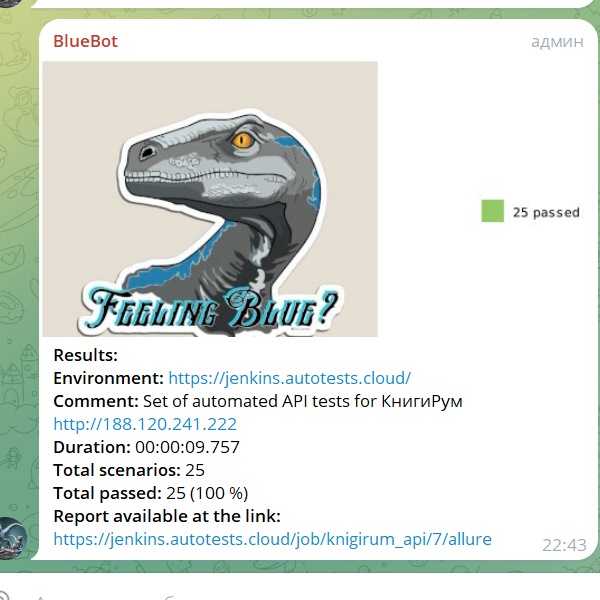 BlueBot
админ
FEELING BLUE?
25 passed
Results:
Environment: https://jenkins.autotests.cloud/
Comment: Set of automated API tests for КнигиРум
http://188.120.241.222
Duration: 00:00:09.757
Total scenarios: 25
Total passed: 25 (100 %)
Report available at the link:
https://jenkins.autotests.cloud/job/knigirum_api/7/allure
22:43